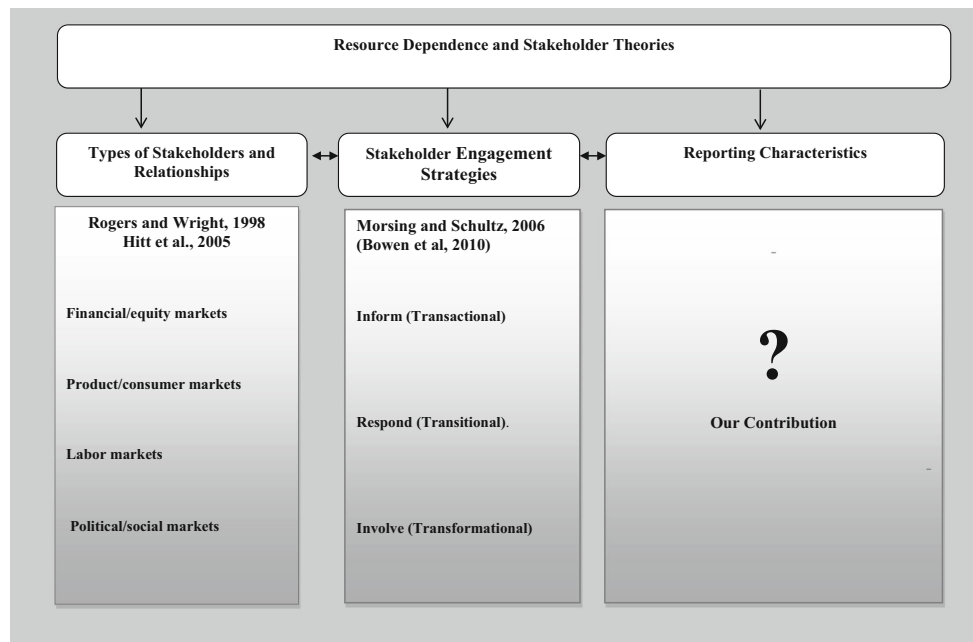 Resource Dependence and Stakeholder Theories
Types of Stakeholders and
Relationships
Stakeholder Engagement
Strategies
Reporting Characteristics
Rogers and Wright, 1998
Hitt et al., 2005
Financial/equity markets
Product/consumer markets
Labor markets
Political/social markets
Morsing and Schultz, 2006
(Bowen et al, 2010)
Inform (Transactional)
Respond (Transitional).
Involve (Transformational)
?
Our Contribution